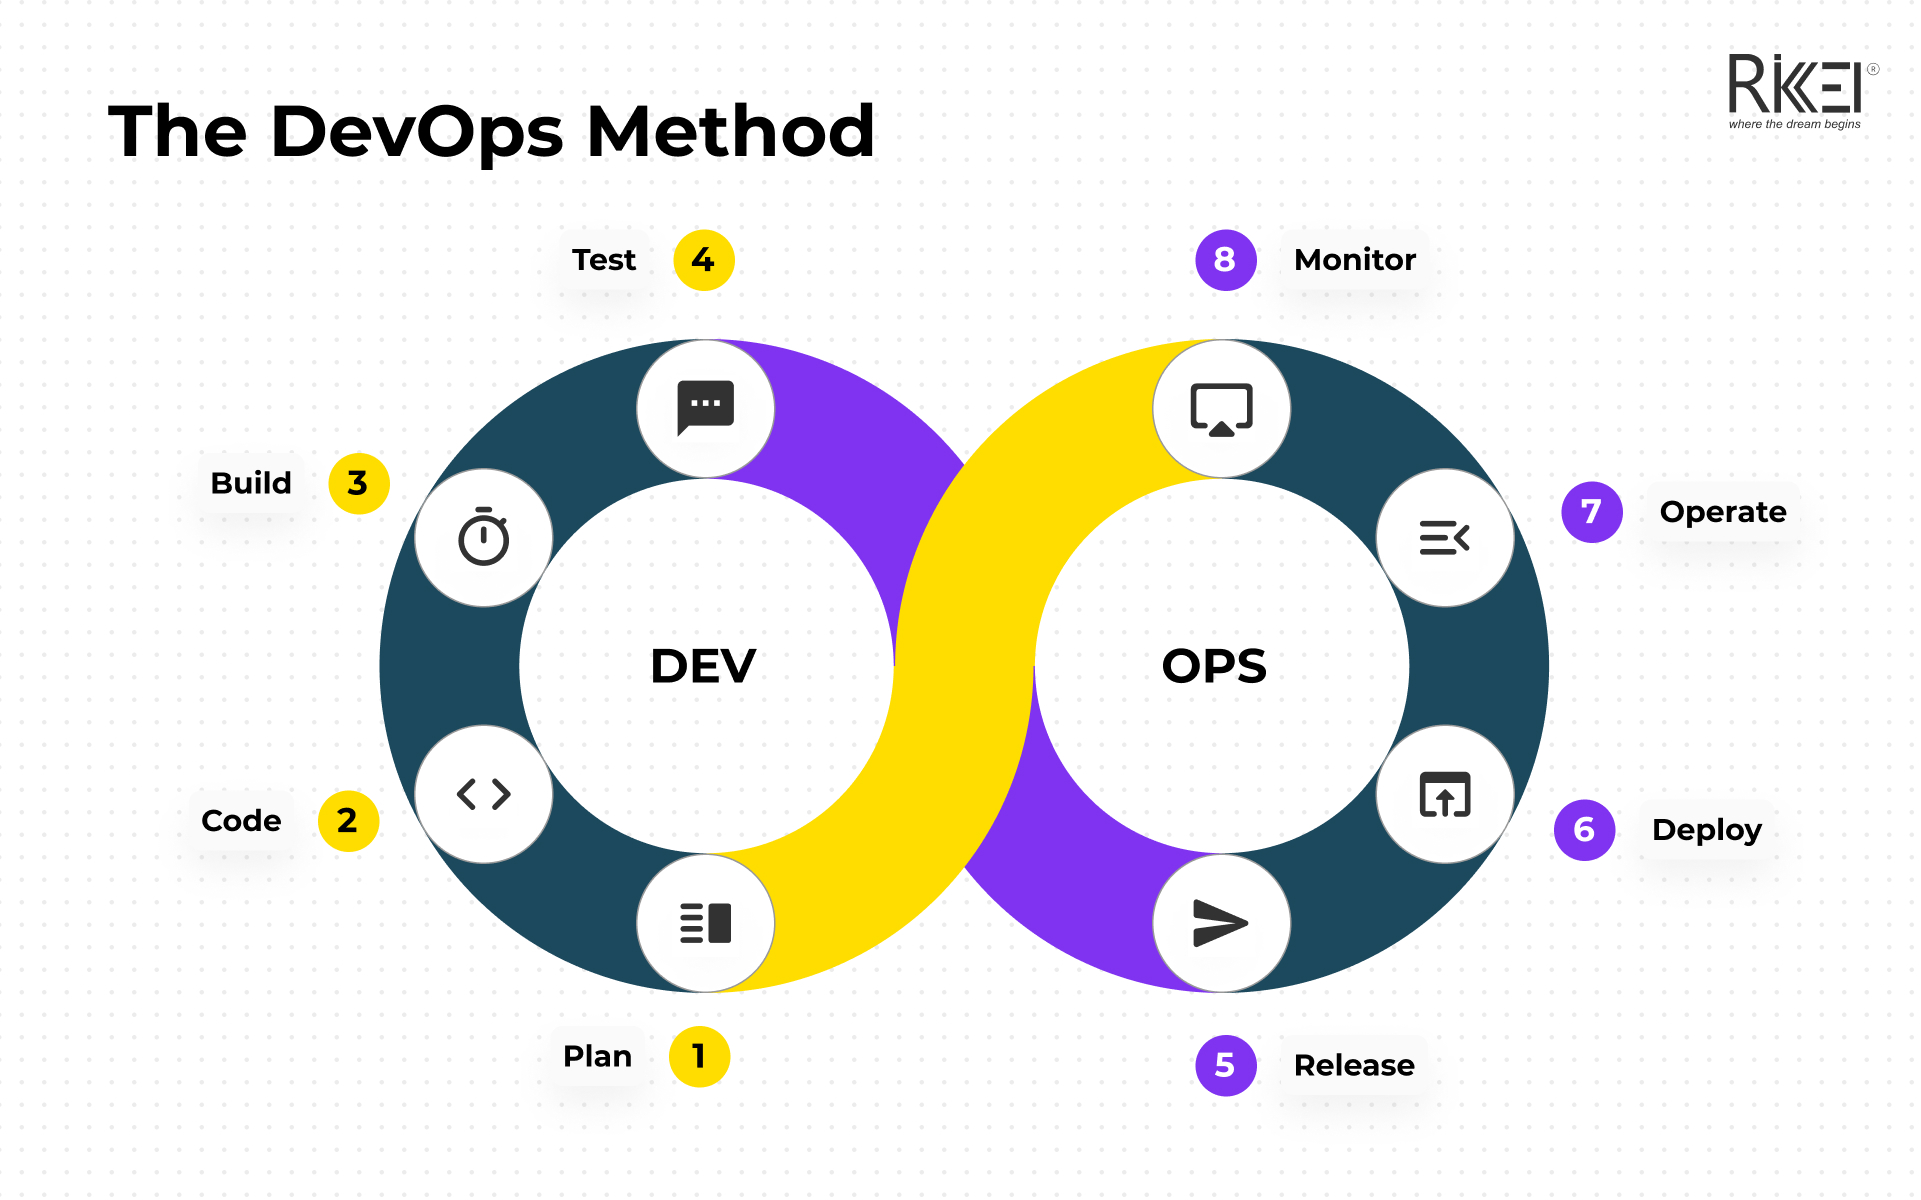 The DevOps Method
RIKKEI®
where the dream begins
Test 4
8 Monitor
Build 3
7 Operate
DEV
OPS
Code 2
6 Deploy
Plan 1
5 Release